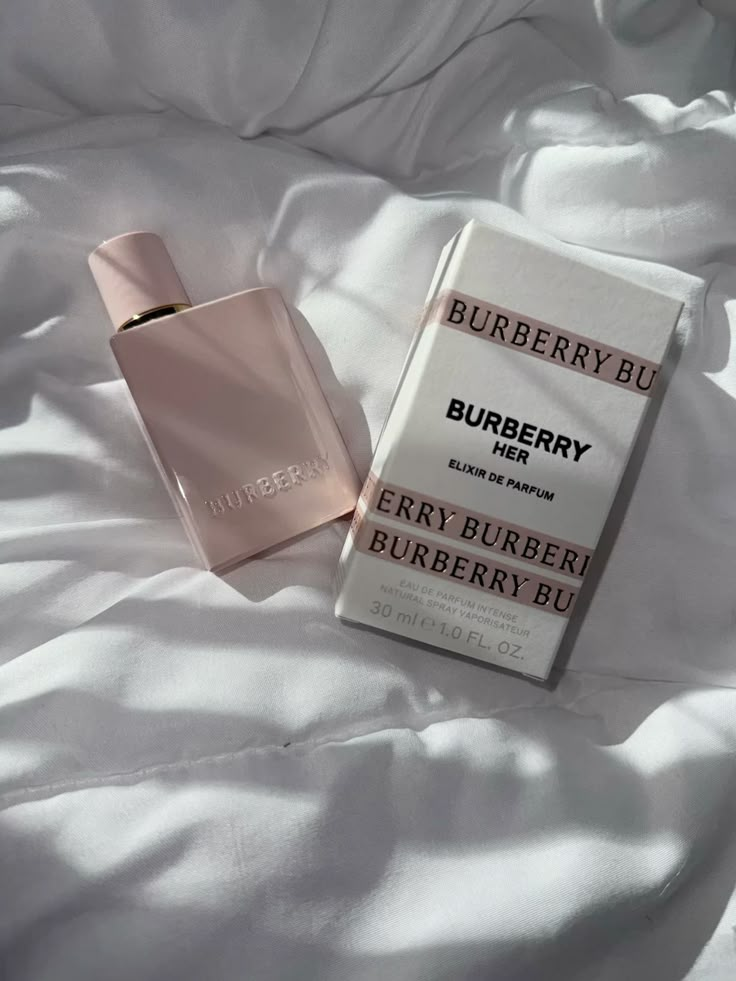 BURBERRY
BURBERRY BU
BURBERRY
HER
ELIXIR DE PARFUM
ERRY BURBERI
BURBERRY BU
EAU DE PARFUM INTENSE
NATURAL SPRAY VAPORISATEUR
30 ml ℮ 1.0 FL. OZ.